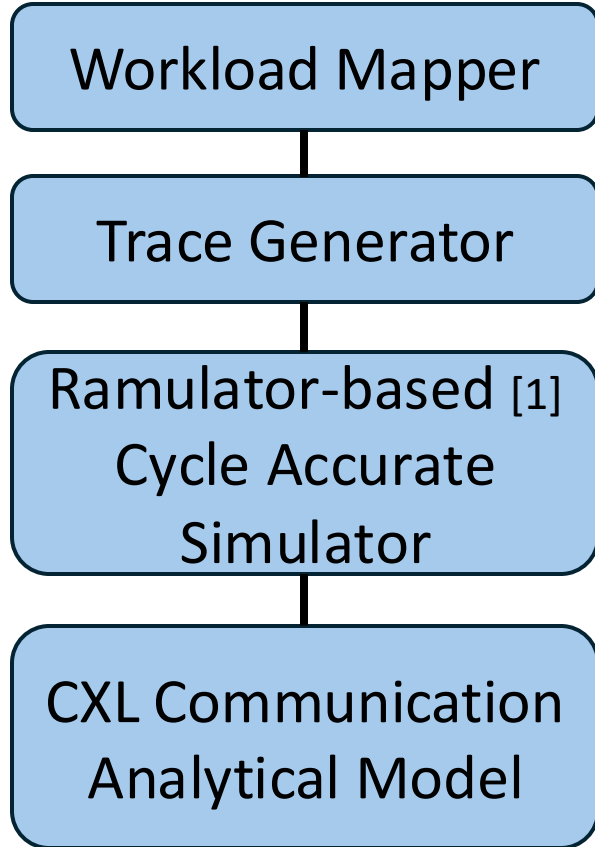 Workload Mapper
Trace Generator
Ramulator-based [1]
Cycle Accurate
Simulator
CXL Communication
Analytical Model